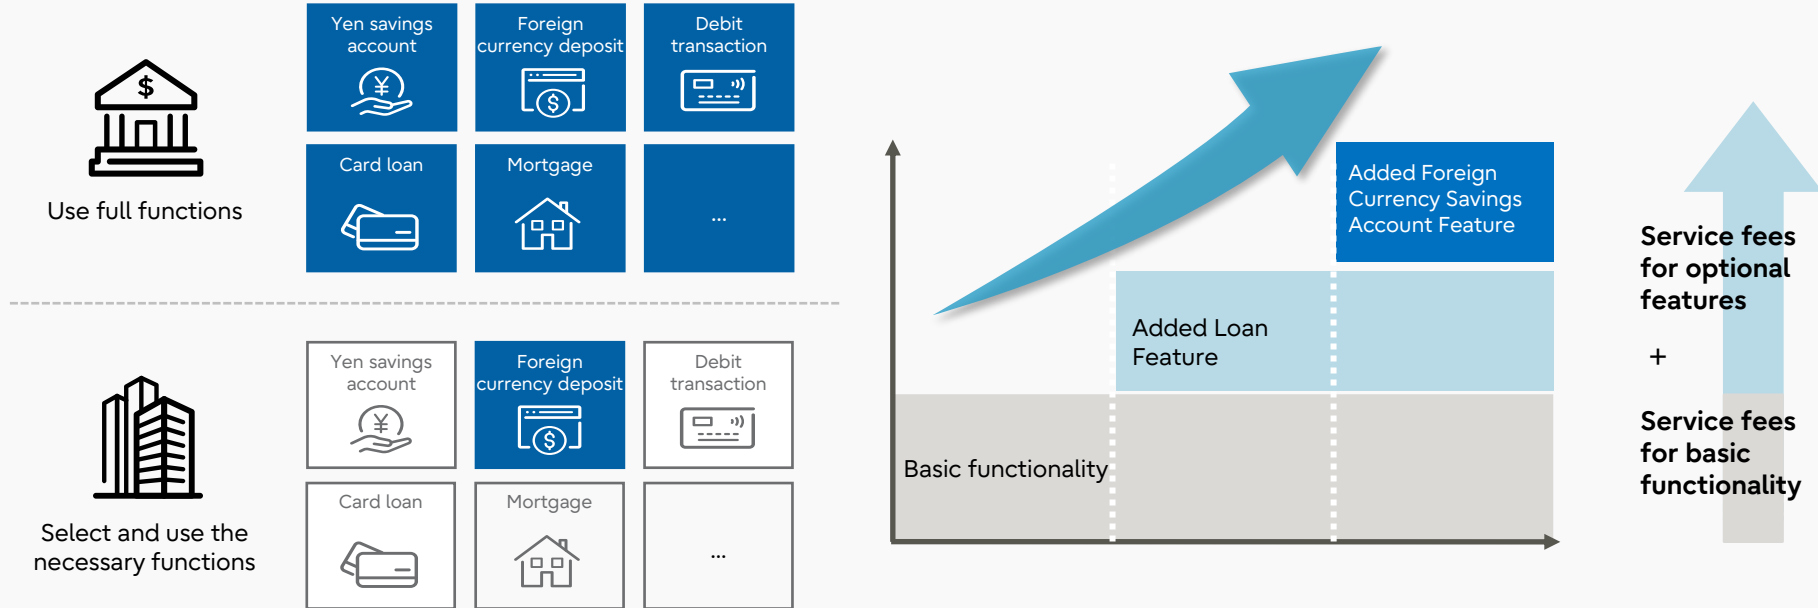 $
Use full functions
Yen savings
account
¥
Foreign
currency deposit
$
Debit
transaction
Card loan
Mortgage
...
Select and use the
necessary functions
Yen savings
account
¥
Foreign
currency deposit
$
Debit
transaction
Card loan
Mortgage
...
Added Foreign
Currency Savings
Account Feature
Added Loan
Feature
Basic functionality
Service fees
for optional
features
+
Service fees
for basic
functionality